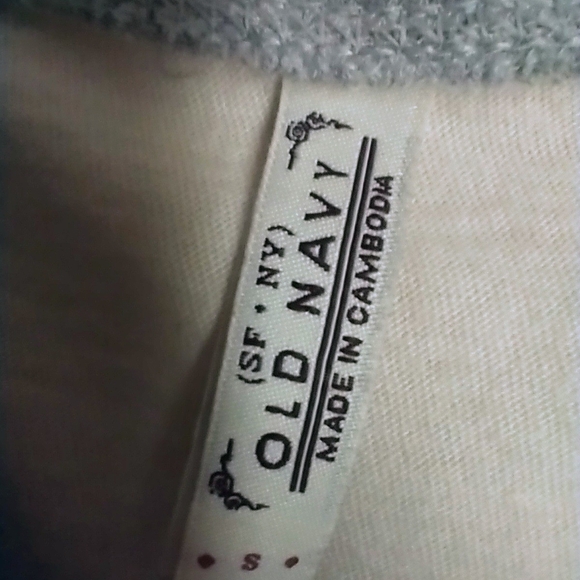 (SF • NY)
OLD NAVY
MADE IN CAMBODIA
S